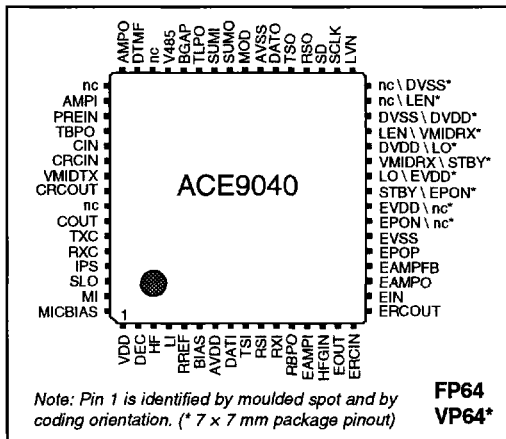 AMPO
DTMF
nc
V485
BGAP
TLPO
SUMI
SUMO
MOD
AVSS
DATO
TSO
RSO
SD
SCLK
LVN
nc
AMPI
PREIN
TBPO
CIN
CRCIN
VMIDTX
CRCOUT
nc
COUT
TXC
RXC
IPS
SLO
MI
MICBIAS
ACE9040
1
nc \ DVSS*
nc \ LEN*
DVSS \ DVDD*
LEN \ VMIDRX*
DVDD \ LO*
VMIDRX \ STBY*
LO \ EVDD*
STBY \ EPON*
EVDD \ nc*
EPON \ nc*
EVSS
EPOP
EAMPFB
EAMPO
EIN
ERCOUT
VDD
DEC
HF
LI
RREF
BIAS
AVDD
DATI
TSI
RSI
RXI
RBPO
EAMPI
HFGIN
EOUT
ERCIN
Note: Pin 1 is identified by moulded spot and by
coding orientation. (* 7 × 7 mm package pinout)
FP64
VP64*